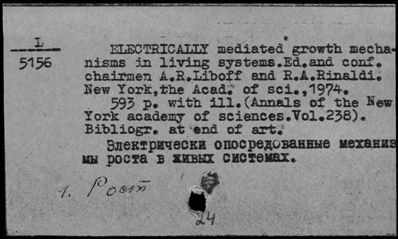 L
5156
ELECTRICALLY mediated growth mecha-
nisms in living systems.Ed.and conf.
chairmen A.R.Liboff and R.A.Rinaldi.
New York,the Acad. of sci.,1974.
593 p. with ill.(Annals of the New
York academy of sciences.Vol.238).
Bibliogr. at end of art.
Электрически опосредованные механиз
мы роста в живых системах.
1. Рост
24